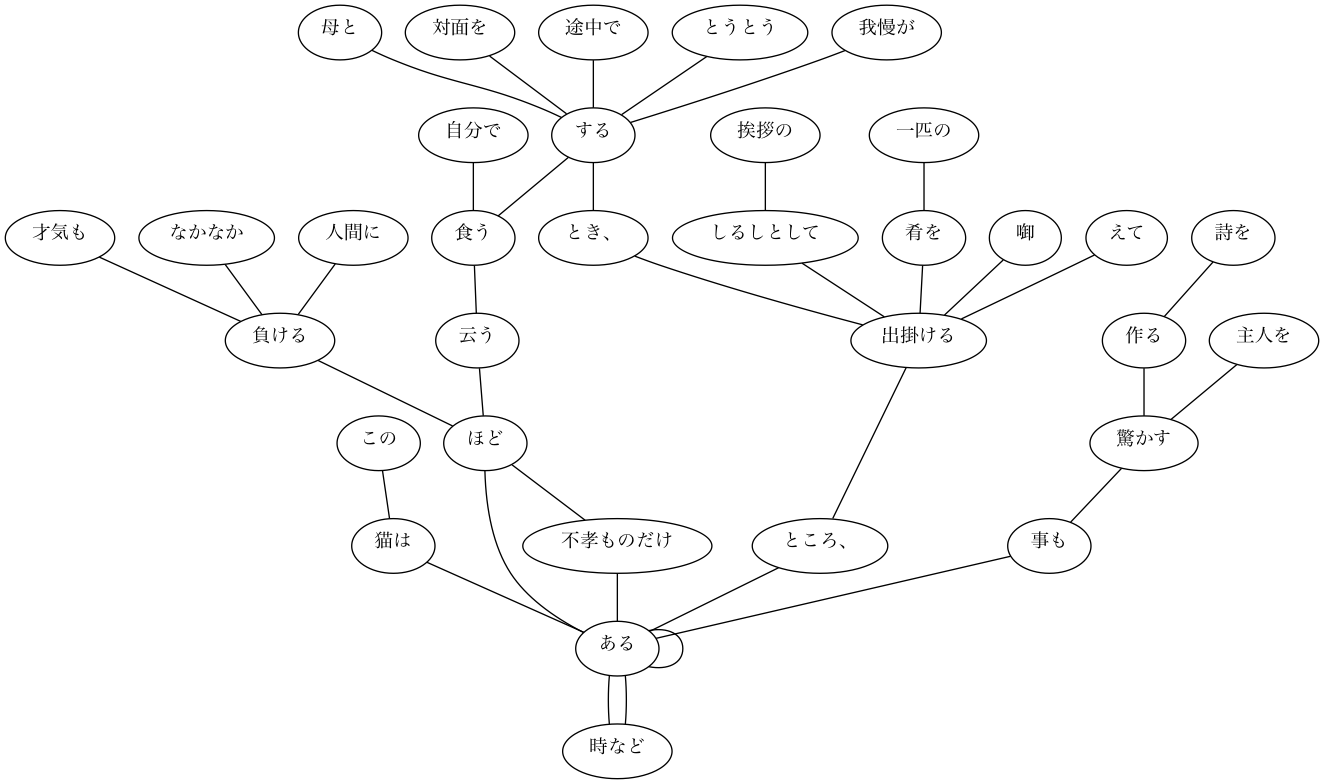 母と 対面を 途中で とうとう 我慢が
自分で する 挨拶の 一匹の
才気も なかなか 人間に 食う とき、 しるしとして 肴を 啣 えて 詩を
負ける 云う 出掛ける 作る 主人を
この ほど 驚かす
猫は 不孝ものだけ ところ、 事も
ある
時など